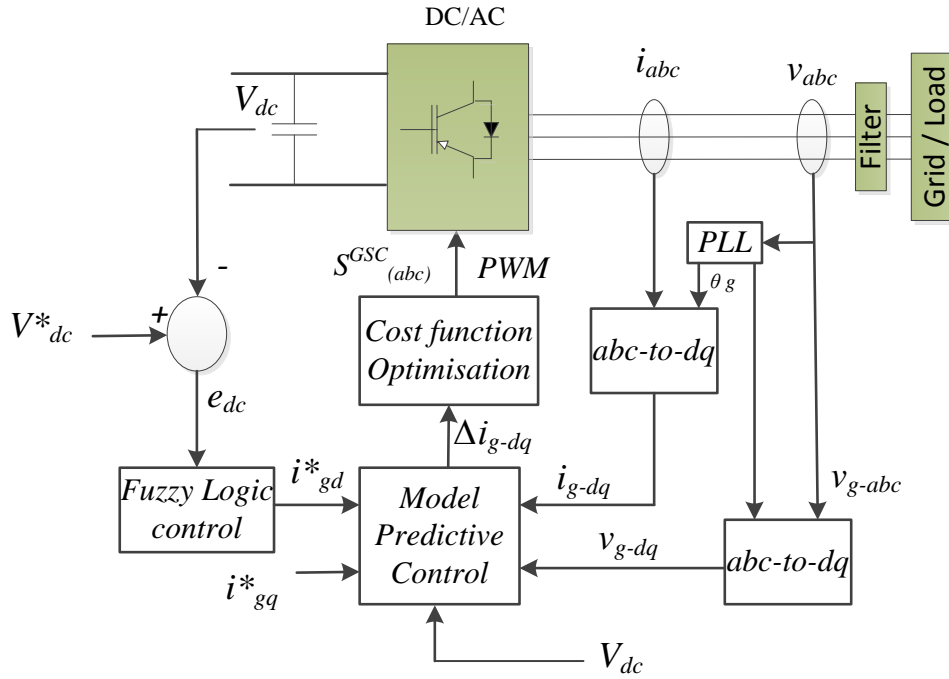 DC/AC
V_dc
i_abc
v_abc
Filter
Grid / Load
-
+
V*_dc
e_dc
S^GSC_(abc)
PWM
PLL
θ g
Cost function
Optimisation
abc-to-dq
Δi_g-dq
Fuzzy Logic
control
i*_gd
Model
Predictive
Control
i_g-dq
v_g-abc
v_g-dq
abc-to-dq
i*_gq
V_dc